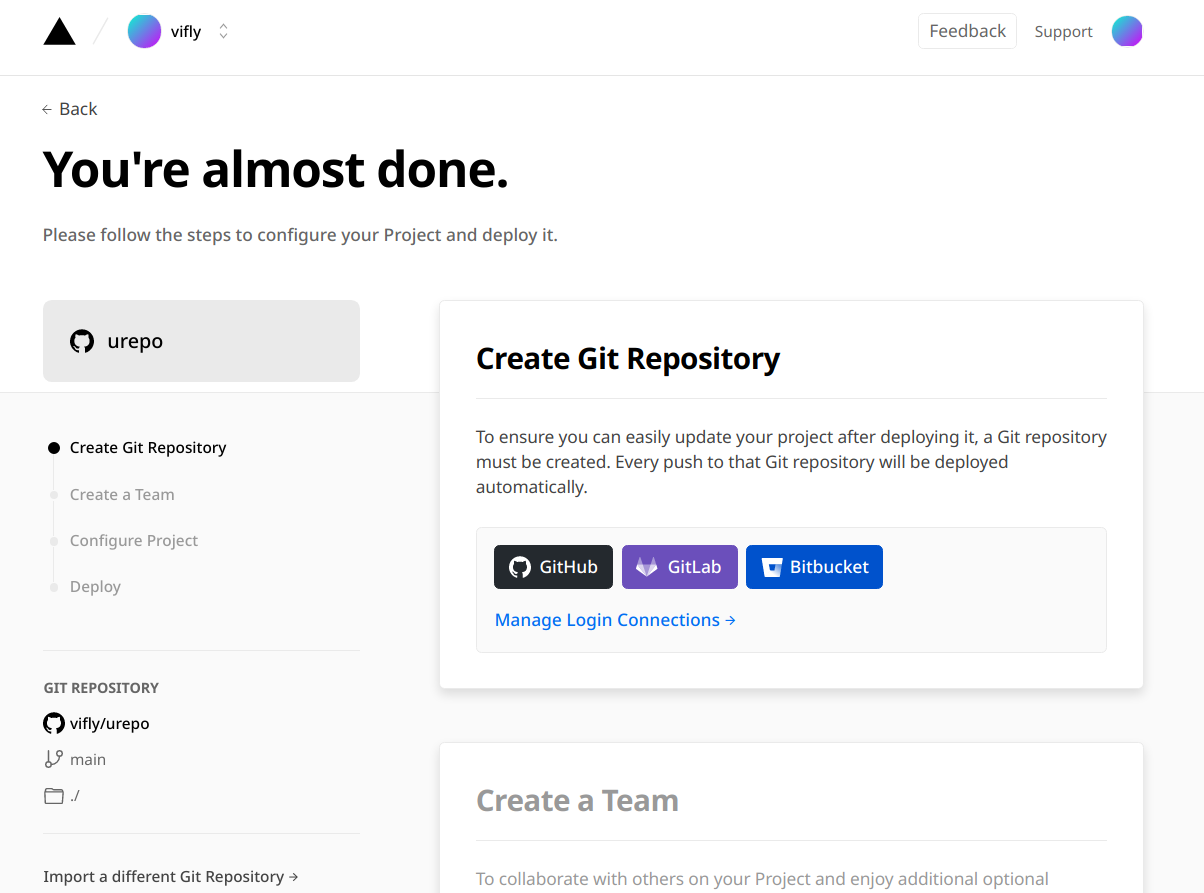 vifly
Feedback
Support
← Back
You're almost done.
Please follow the steps to configure your Project and deploy it.
urepo
Create Git Repository
Create a Team
Configure Project
Deploy
GIT REPOSITORY
vifly/urepo
main
./
Import a different Git Repository →
Create Git Repository
To ensure you can easily update your project after deploying it, a Git repository
must be created. Every push to that Git repository will be deployed
automatically.
GitHub
GitLab
Bitbucket
Manage Login Connections →
Create a Team
To collaborate with others on your Project and enjoy additional optional